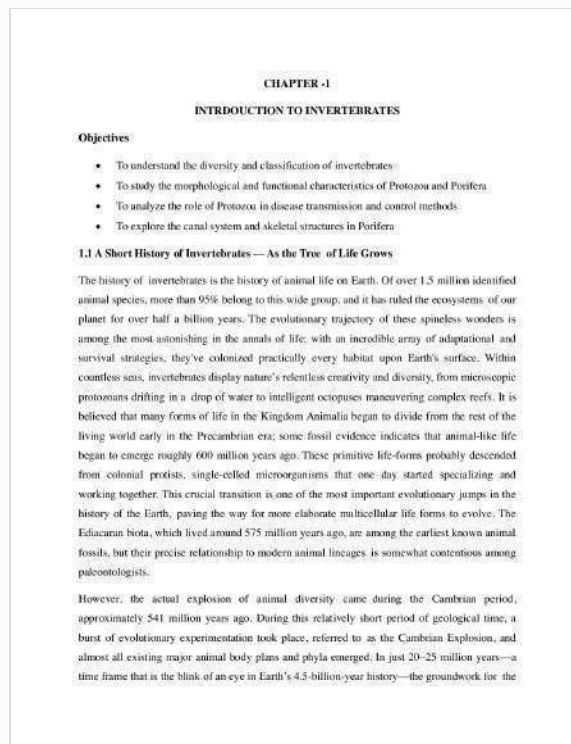 CHAPTER -1
INTRDOUCTION TO INVERTEBRATES
Objectives
• To understand the diversity and classification of invertebrates
• To study the morphological and functional characteristics of Protozoa and Porifera
• To analyze the role of Protozoa in disease transmission and control methods
• To explore the canal system and skeletal structures in Porifera
1.1 A Short History of Invertebrates — As the Tree of Life Grows
The history of invertebrates is the history of animal life on Earth. Of over 1.5 million identified
animal species, more than 95% belong to this wide group, and it has ruled the ecosystems of our
planet for over half a billion years. The evolutionary trajectory of these spineless wonders is
among the most astonishing in the annals of life; with an incredible array of adaptational and
survival strategies, they've colonized practically every habitat upon Earth's surface. Within
countless seas, invertebrates display nature's relentless creativity and diversity, from microscopic
protozoans drifting in a drop of water to intelligent octopuses maneuvering complex reefs. It is
believed that many forms of life in the Kingdom Animalia began to divide from the rest of the
living world early in the Precambrian era; some fossil evidence indicates that animal-like life
began to emerge roughly 600 million years ago. These primitive life-forms probably descended
from colonial protists, single-celled microorganisms that one day started specializing and
working together. This crucial transition is one of the most important evolutionary jumps in the
history of the Earth, paving the way for more elaborate multicellular life forms to evolve. The
Ediacaran biota, which lived around 575 million years ago, are among the earliest known animal
fossils, but their precise relationship to modern animal lineages is somewhat contentious among
paleontologists.
However, the actual explosion of animal diversity came during the Cambrian period,
approximately 541 million years ago. During this relatively short period of geological time, a
burst of evolutionary experimentation took place, referred to as the Cambrian Explosion, and
almost all existing major animal body plans and phyla emerged. In just 20–25 million years—a
time frame that is the blink of an eye in Earth's 4.5-billion-year history—the groundwork for the